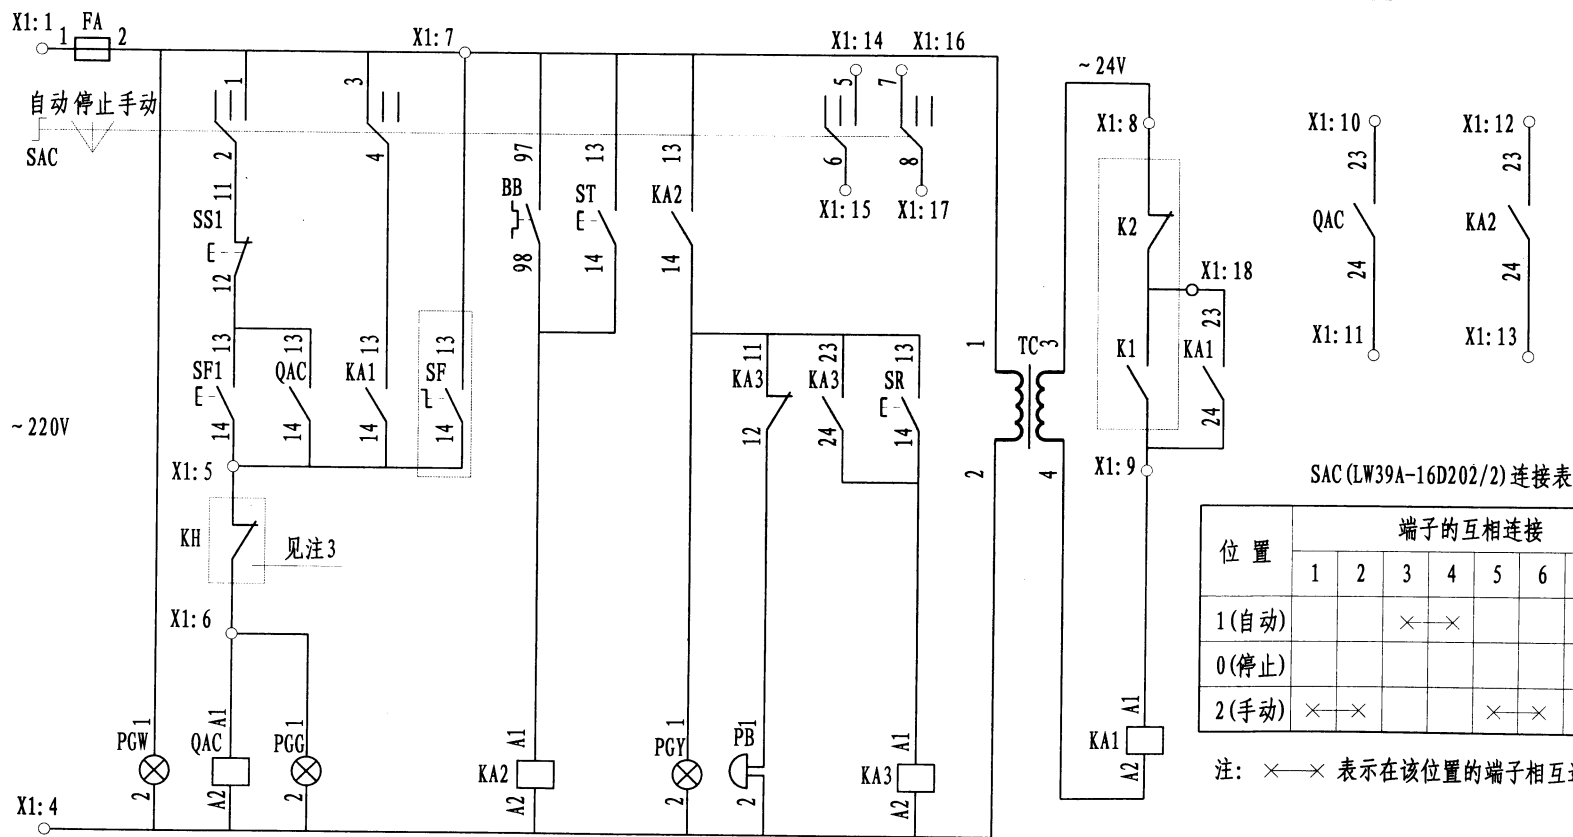 X1:1 1 FA 2 X1:7 X1:14 X1:16
~24V
1 3 5 7
自动 停止 手动
SAC
2 4 6 8
X1:8 X1:10 X1:12
11 97 13 13 23 23
SS1 BB ST KA2 X1:15 X1:17 K2 QAC KA2
12 98 14 14 24 24
X1:18
13 13 13 13 11 23 13 1 TC 3 23 X1:11 X1:13
SF1 QAC KA1 SF KA3 KA3 SR K1 KA1
~220V
14 14 14 14 12 24 14 24
X1:5 2 4 X1:9
SAC(LW39A-16D202/2)连接表
KH 见注3
位置 端子的互相连接
1 2 3 4 5 6
X1:6
1(自动) ×—×
0(停止)
2(手动) ×—× ×—×
1 A1 1 A1 1 1 A1 A1
PGW QAC PGG KA2 PGY PB KA3 KA1
2 A2 2 A2 2 2 A2 A2
注: ×—× 表示在该位置的端子相互
X1:4